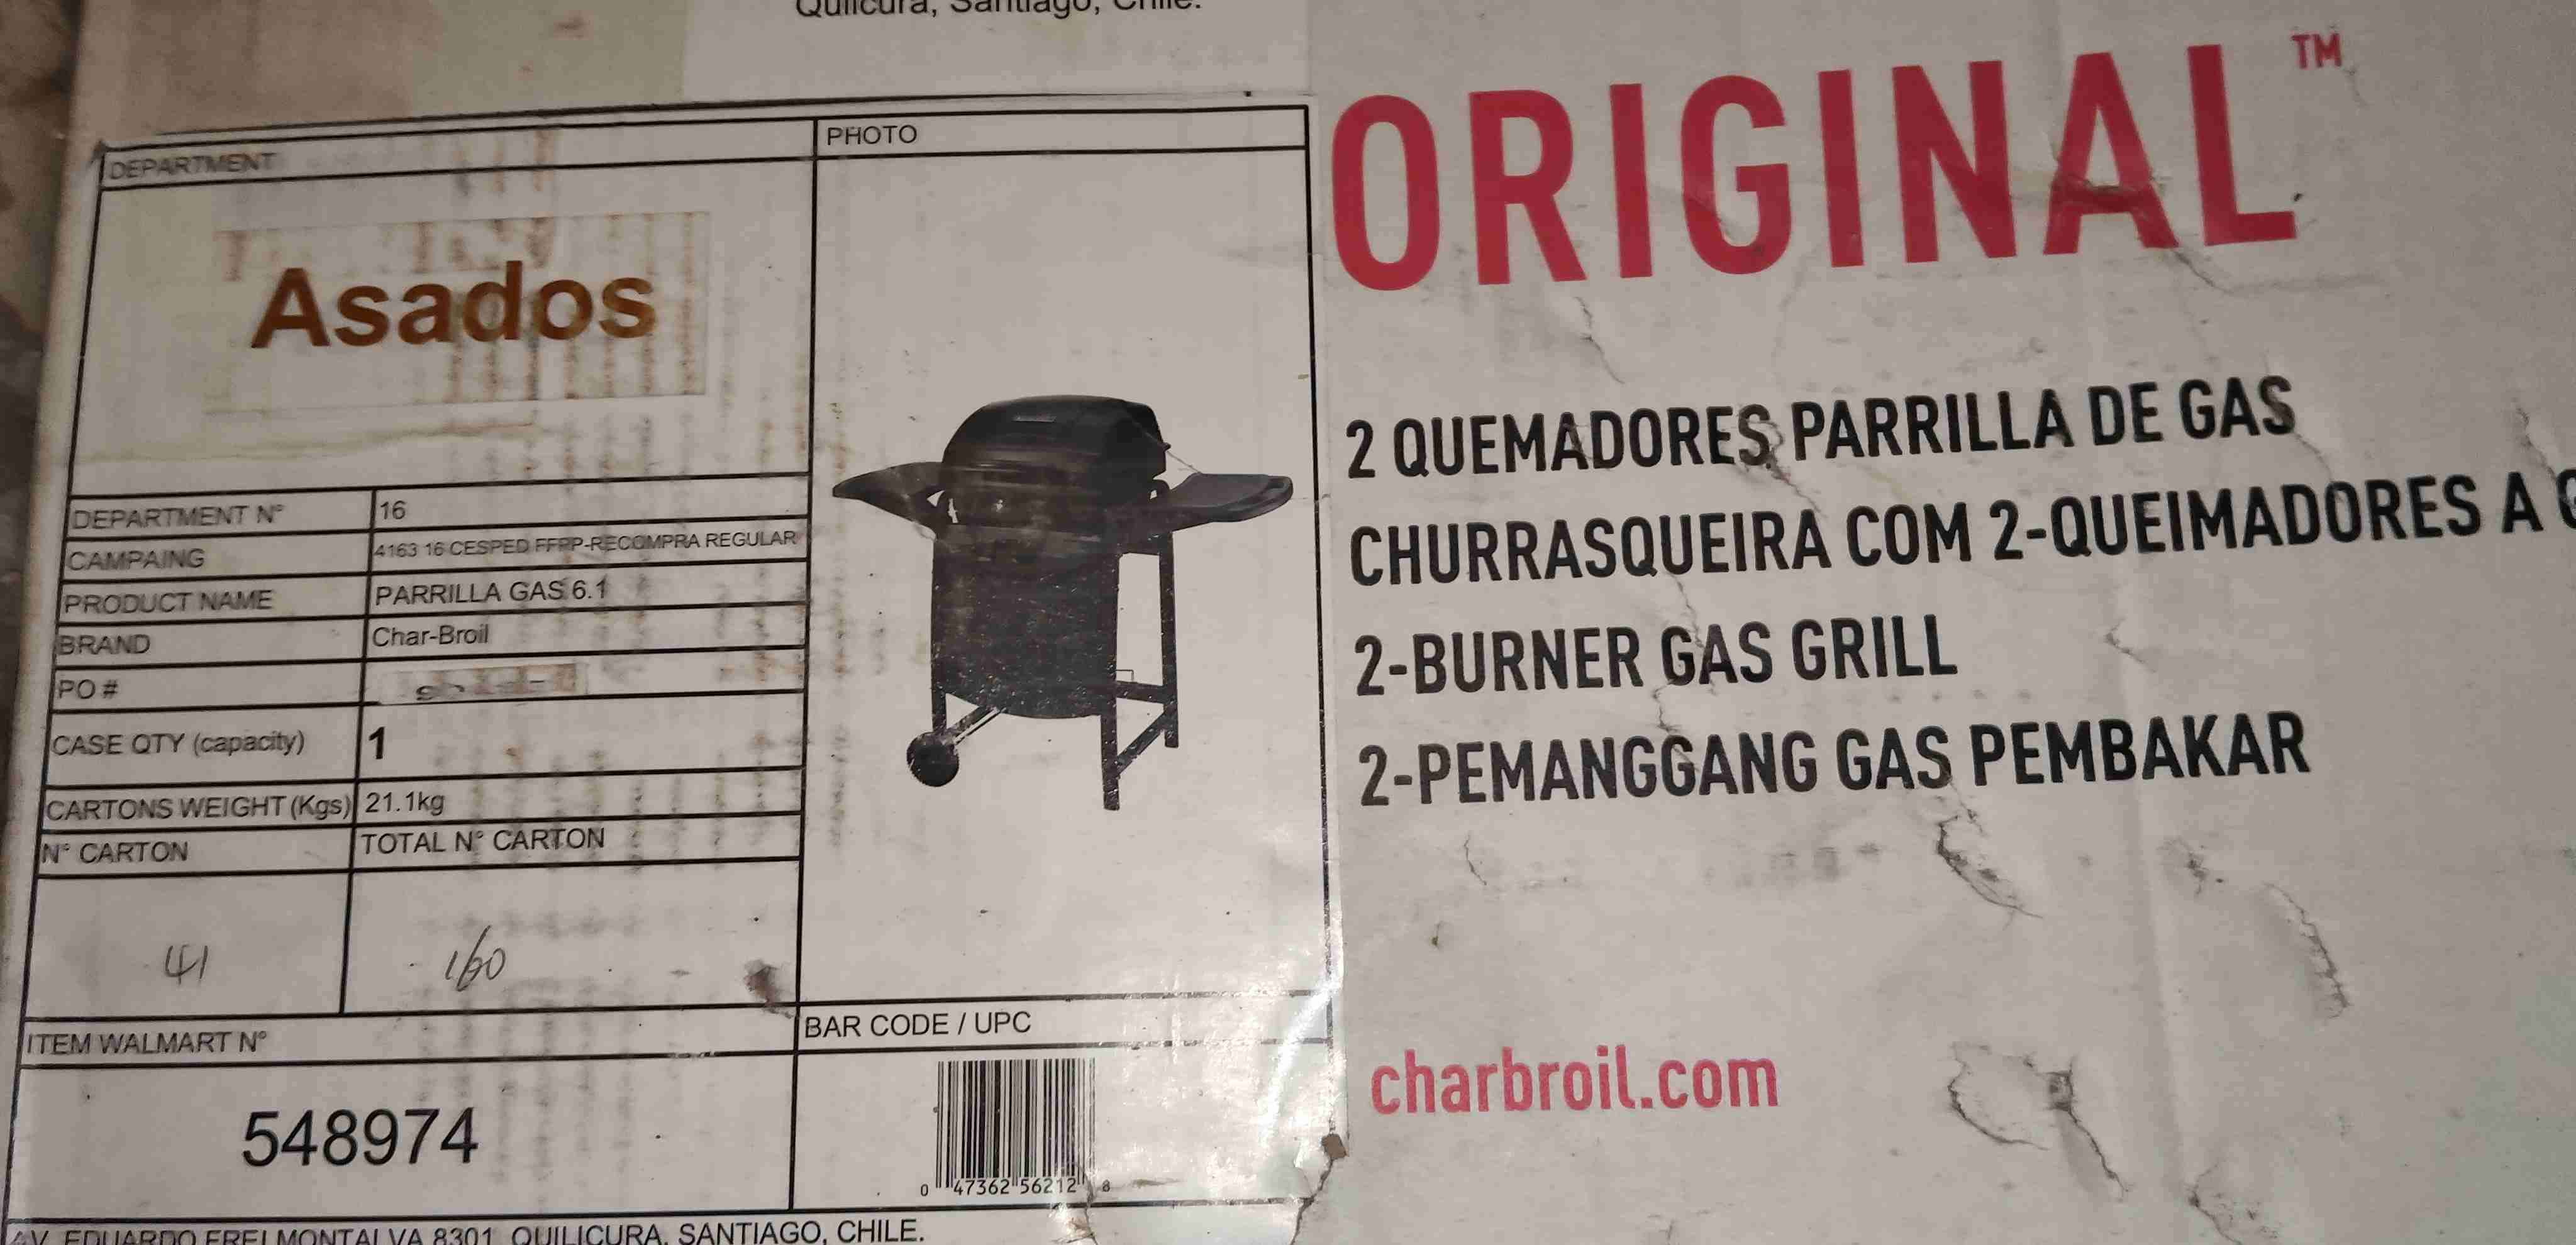 Quilicura, Santiago, Chile.
DEPARTMENT
Asados
DEPARTMENT N° 16
CAMPAING 4163 16 CESPED FFPP-RECOMPRA REGULAR
PRODUCT NAME PARRILLA GAS 6.1
BRAND Char-Broil
PO #
CASE QTY (capacity) 1
CARTONS WEIGHT (Kgs) 21.1kg
N° CARTON TOTAL N° CARTON
41 160
ITEM WALMART N°
548974
PHOTO
BAR CODE / UPC
0 47362 56212 8
AV. EDUARDO FREI MONTALVA 8301, QUILICURA, SANTIAGO, CHILE.
ORIGINAL™
2 QUEMADORES PARRILLA DE GAS
CHURRASQUEIRA COM 2-QUEIMADORES A
2-BURNER GAS GRILL
2-PEMANGGANG GAS PEMBAKAR
charbroil.com